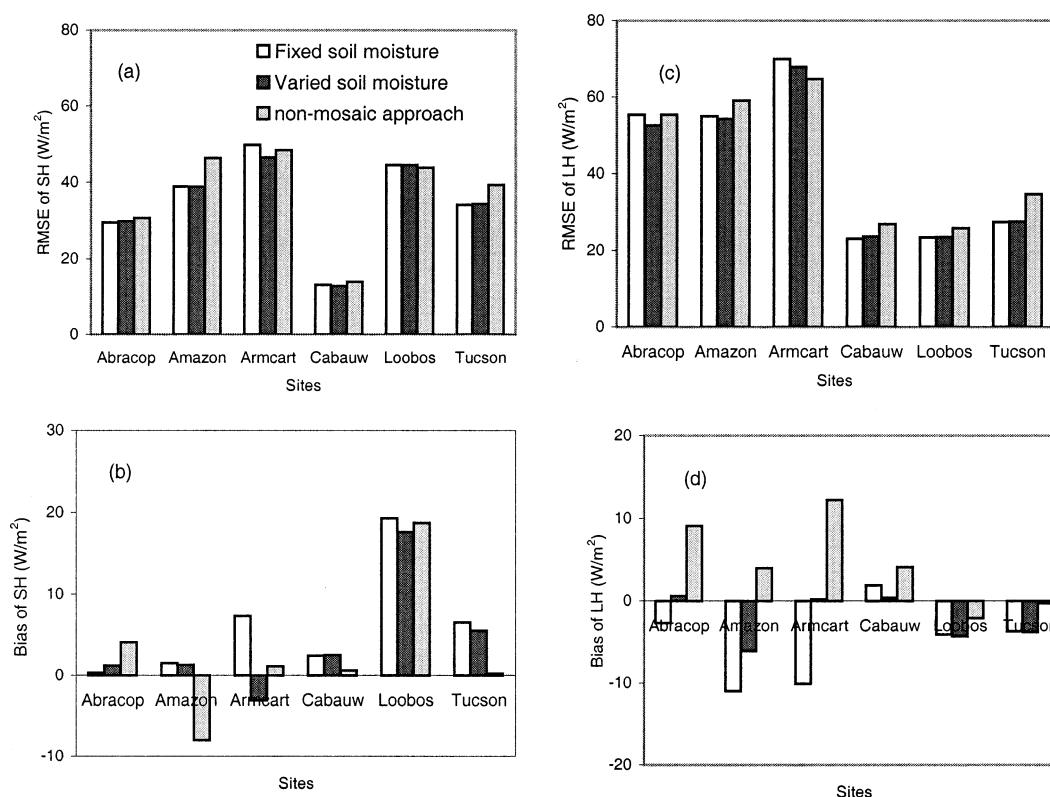 (a)
Fixed soil moisture
Varied soil moisture
non-mosaic approach
80
60
40
20
0
RMSE of SH (W/m²)
Abracop Amazon Armcart Cabauw Loobos Tucson
Sites
(c)
80
60
40
20
0
RMSE of LH (W/m²)
Abracop Amazon Armcart Cabauw Loobos Tucson
Sites
(b)
30
20
10
0
-10
Bias of SH (W/m²)
Abracop Amazon Armcart Cabauw Loobos Tucson
Sites
(d)
20
10
0
-10
-20
Bias of LH (W/m²)
Abracop Amazon Armcart Cabauw Loobos Tucson
Sites